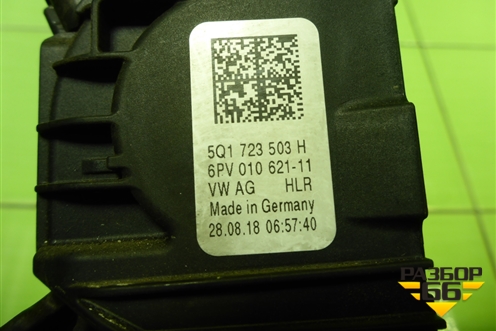 5Q1 723 503 H
6PV 010 621-11
VW AG HLR
Made in Germany
28.08.18 06:57:40
РАЗБОР
66